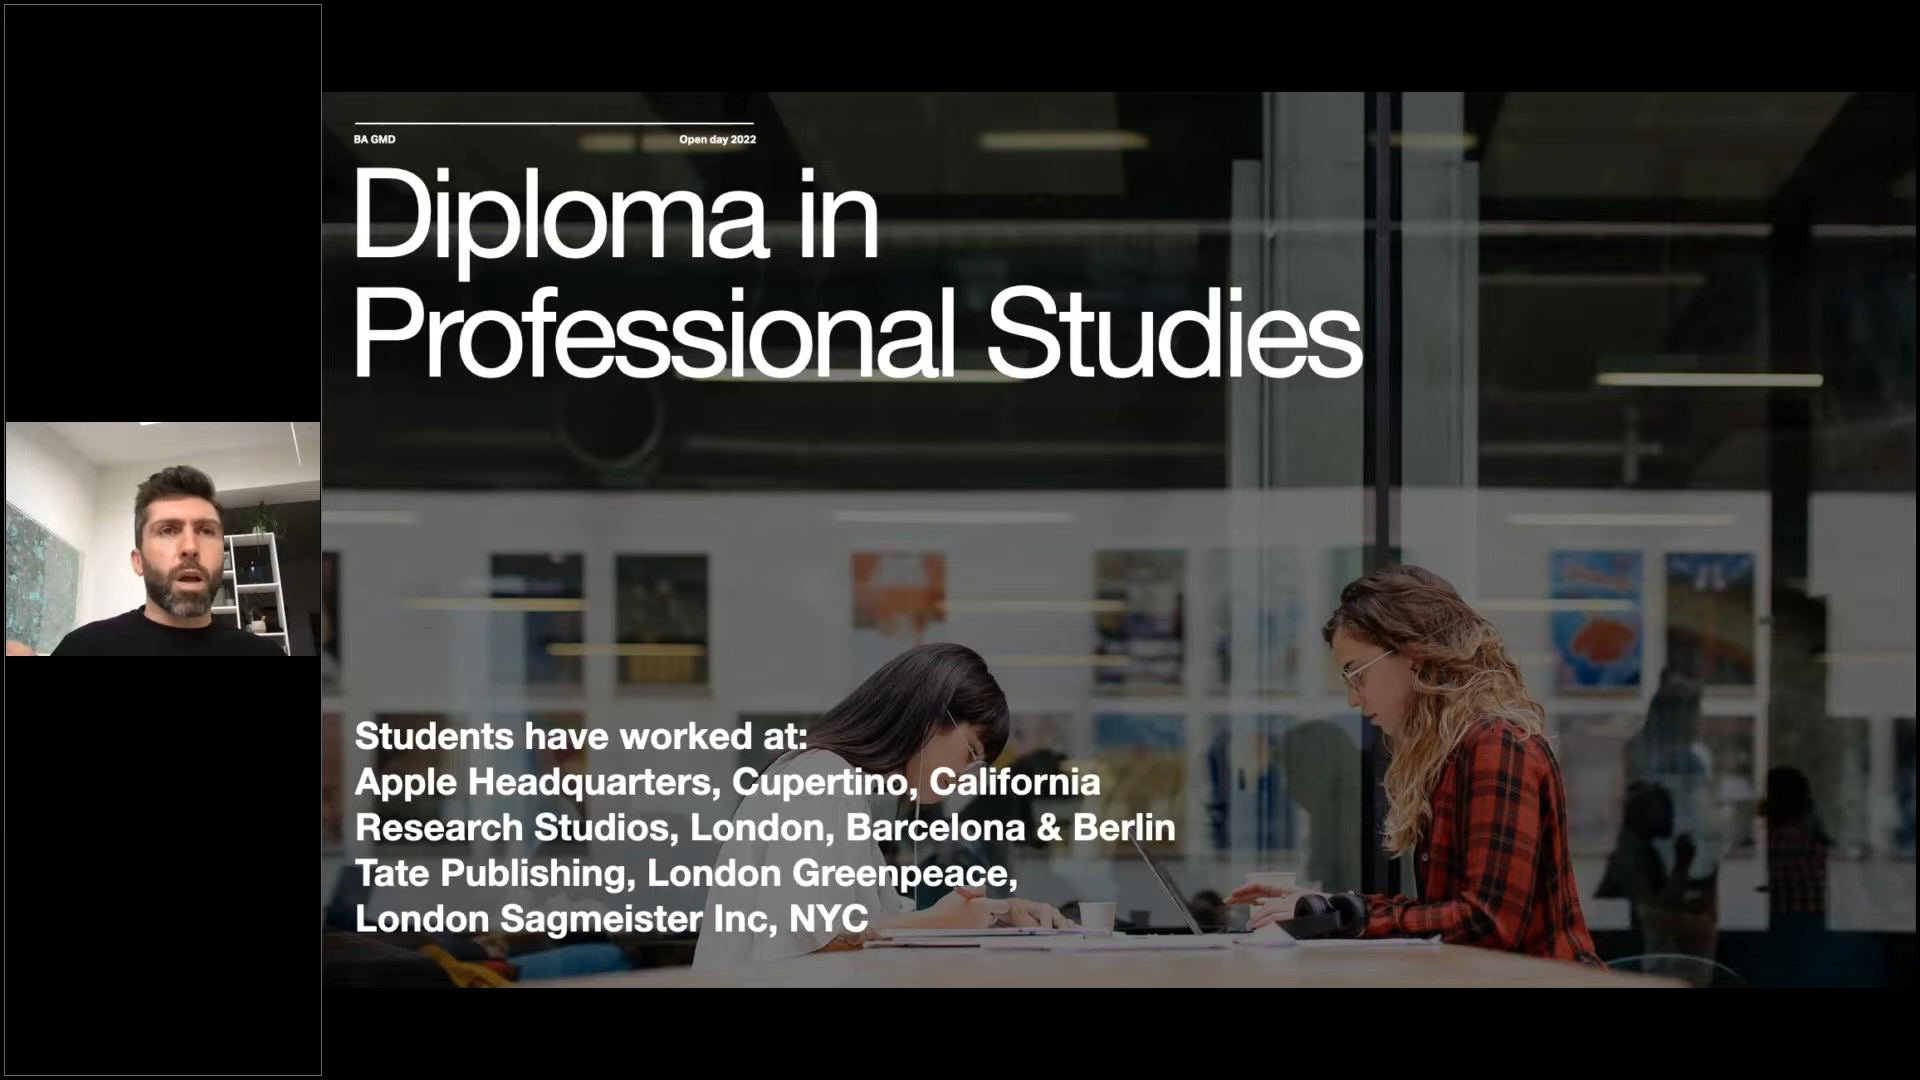 BA GMD
Open day 2022
Diploma in
Professional Studies
Students have worked at:
Apple Headquarters, Cupertino, California
Research Studios, London, Barcelona & Berlin
Tate Publishing, London Greenpeace,
London Sagmeister Inc, NYC